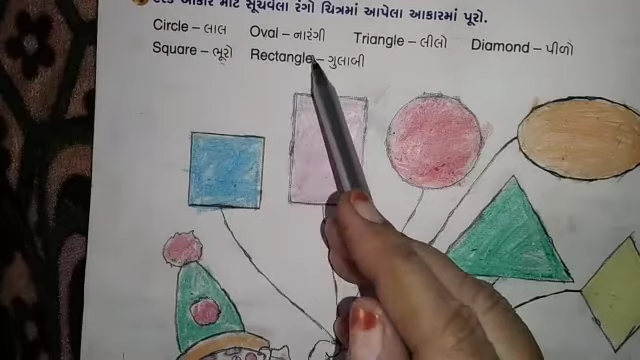 આકાર માટે સૂચવેલા રંગો ચિત્રમાં આપેલા આકારમાં પૂરો.
Circle – લાલ Oval – નારંગી Triangle – લીલો Diamond – પીળો
Square – ભૂરો Rectangle – ગુલાબી